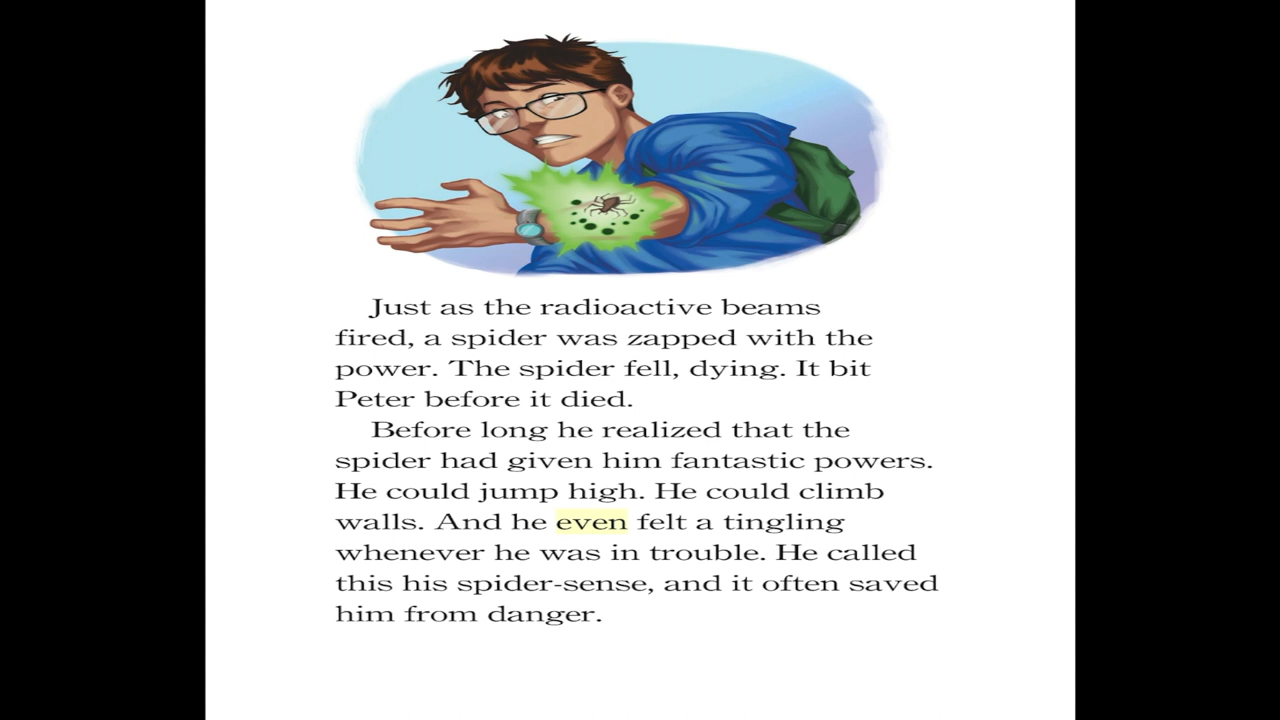 Just as the radioactive beams
fired, a spider was zapped with the
power. The spider fell, dying. It bit
Peter before it died.
Before long he realized that the
spider had given him fantastic powers.
He could jump high. He could climb
walls. And he even felt a tingling
whenever he was in trouble. He called
this his spider-sense, and it often saved
him from danger.